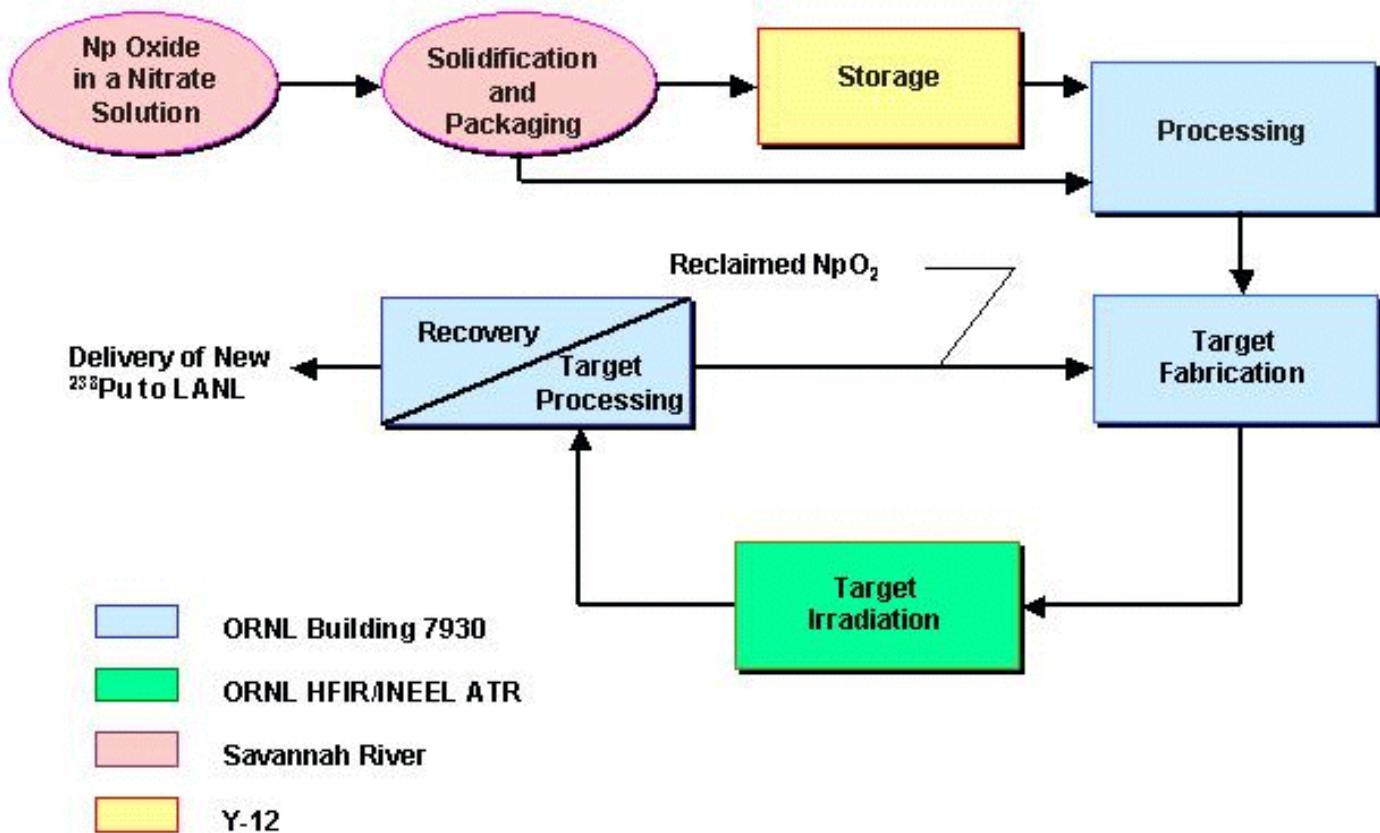 Np Oxide
in a Nitrate
Solution
Solidification
and
Packaging
Storage
Processing
Reclaimed NpO₂
Recovery
Target
Processing
Target
Fabrication
Delivery of New
²³⁸Pu to LANL
Target
Irradiation
ORNL Building 7930
ORNL HFIR/INEEL ATR
Savannah River
Y-12